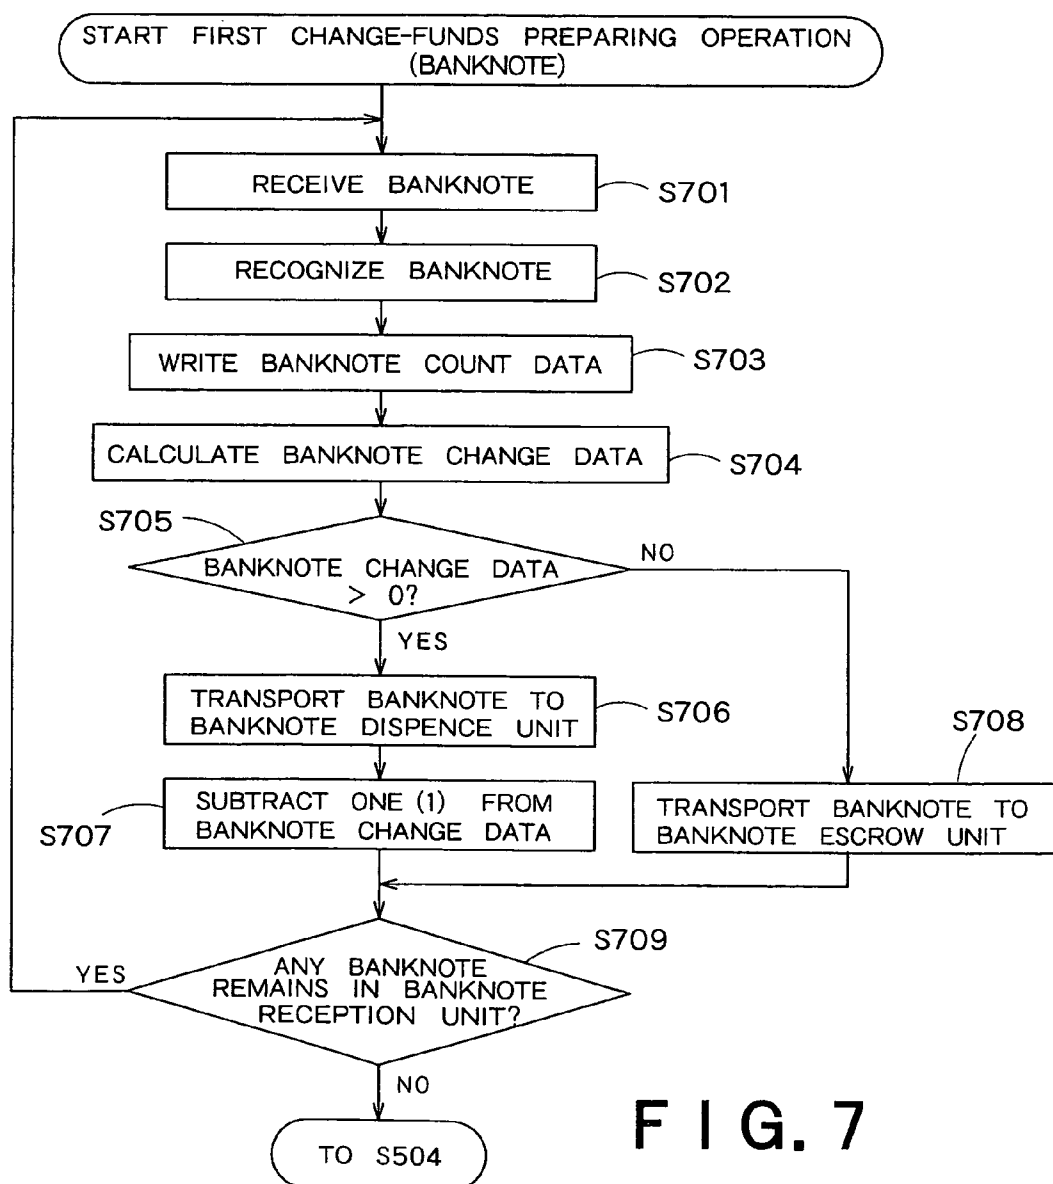 START FIRST CHANGE-FUNDS PREPARING OPERATION
(BANKNOTE)
RECEIVE BANKNOTE
S701
RECOGNIZE BANKNOTE
S702
WRITE BANKNOTE COUNT DATA
S703
CALCULATE BANKNOTE CHANGE DATA
S704
S705
BANKNOTE CHANGE DATA
> 0?
NO
YES
TRANSPORT BANKNOTE TO
BANKNOTE DISPENCE UNIT
S706
S708
SUBTRACT ONE (1) FROM
BANKNOTE CHANGE DATA
S707
TRANSPORT BANKNOTE TO
BANKNOTE ESCROW UNIT
S709
YES
ANY BANKNOTE
REMAINS IN BANKNOTE
RECEPTION UNIT?
NO
TO S504
FIG. 7